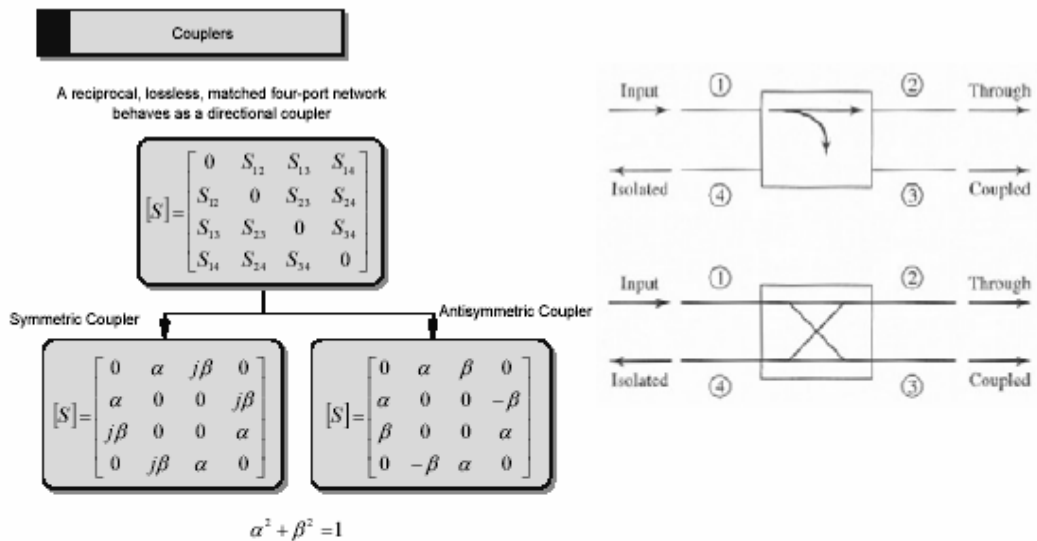 Couplers
A reciprocal, lossless, matched four-port network
behaves as a directional coupler
[S]=
0 S₁₂ S₁₃ S₁₄
S₁₂ 0 S₂₃ S₂₄
S₁₃ S₂₃ 0 S₃₄
S₁₄ S₂₄ S₃₄ 0
Symmetric Coupler
[S]=
0 α jβ 0
α 0 0 jβ
jβ 0 0 α
0 jβ α 0
Antisymmetric Coupler
[S]=
0 α β 0
α 0 0 -β
β 0 0 α
0 -β α 0
α² + β² =1
Input ① ② Through
Isolated ④ ③ Coupled
Input ① ② Through
Isolated ④ ③ Coupled